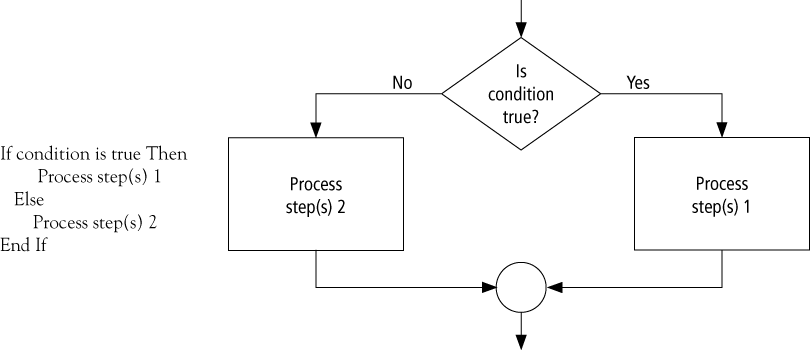 If condition is true Then
Process step(s) 1
Else
Process step(s) 2
End If
Is
condition
true?
No
Yes
Process
step(s) 2
Process
step(s) 1